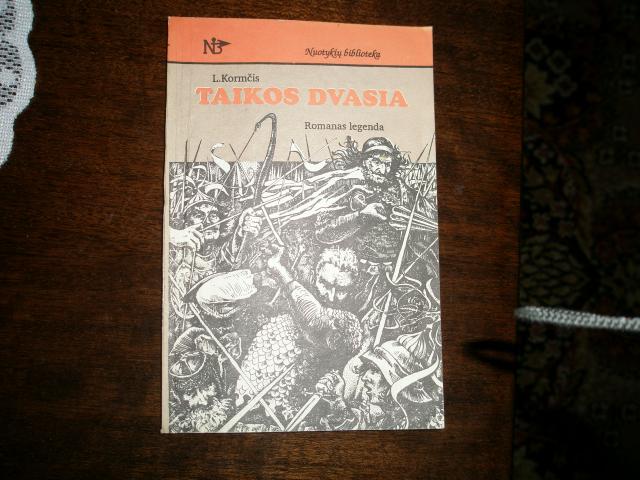 NB
Nuotykių biblioteka
L.Kormčis
TAIKOS DVASIA
Romanas legenda